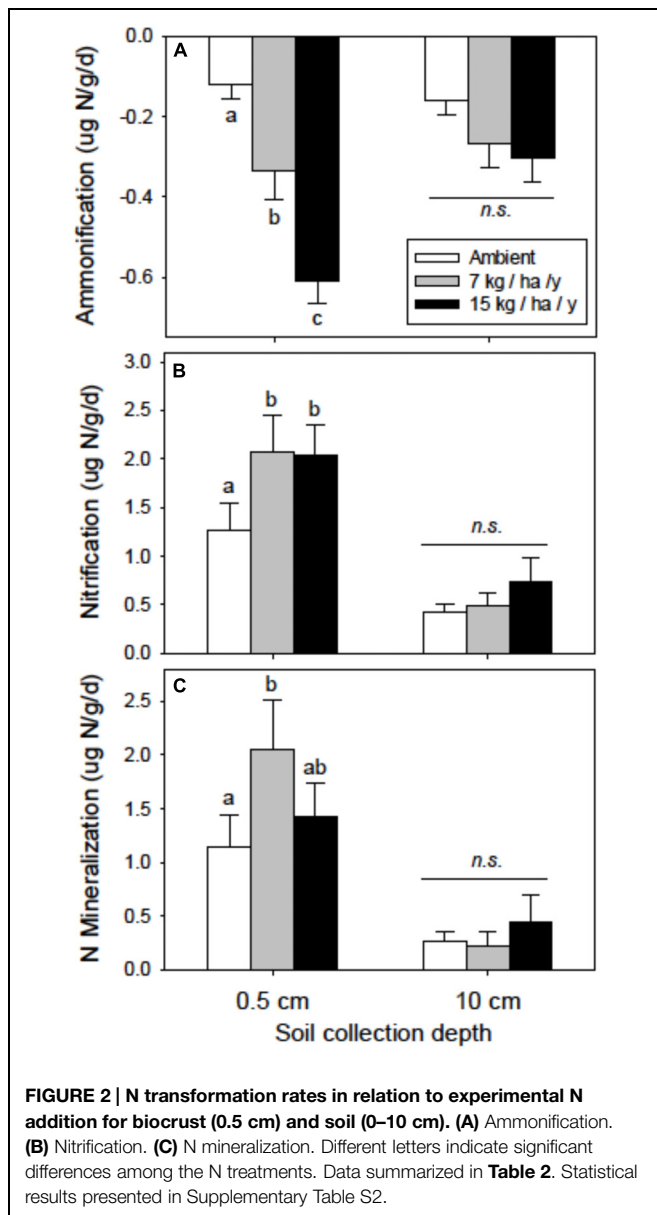 A
Ammonification (ug N/g/d)
0.0
-0.2
-0.4
-0.6
a
b
c
n.s.
Ambient
7 kg / ha /y
15 kg / ha / y
B
Nitrification (ug N/g/d)
3.0
2.5
2.0
1.5
1.0
0.5
0.0
a
b
b
n.s.
C
N Mineralization (ug N/g/d)
2.5
2.0
1.5
1.0
0.5
0.0
a
b
ab
n.s.
0.5 cm
10 cm
Soil collection depth
FIGURE 2 | N transformation rates in relation to experimental N
addition for biocrust (0.5 cm) and soil (0–10 cm). (A) Ammonification.
(B) Nitrification. (C) N mineralization. Different letters indicate significant
differences among the N treatments. Data summarized in Table 2. Statistical
results presented in Supplementary Table S2.